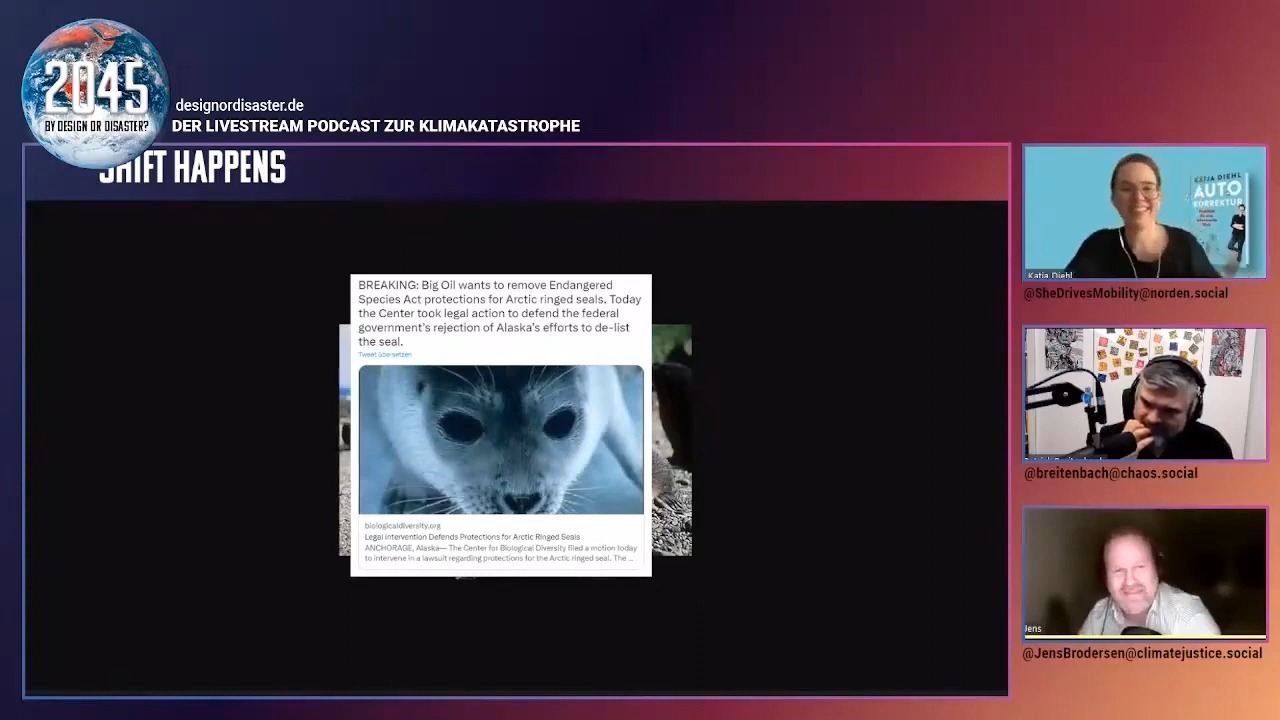 2045
BY DESIGN OR DISASTER?
designordisaster.de
DER LIVESTREAM PODCAST ZUR KLIMAKATASTROPHE
SHIFT HAPPENS
BREAKING: Big Oil wants to remove Endangered
Species Act protections for Arctic ringed seals. Today
the Center took legal action to defend the federal
government's rejection of Alaska's efforts to de-list
the seal.
Tweet übersetzen
biologicaldiversity.org
Legal Intervention Defends Protections for Arctic Ringed Seals
ANCHORAGE, Alaska— The Center for Biological Diversity filed a motion today
to intervene in a lawsuit regarding protections for the Arctic ringed seal. The ...
KATJA DIEHL
AUTO
KORREKTUR
Katja Diehl
@SheDrivesMobility@norden.social
@breitenbach@chaos.social
Jens
@JensBrodersen@climatejustice.social